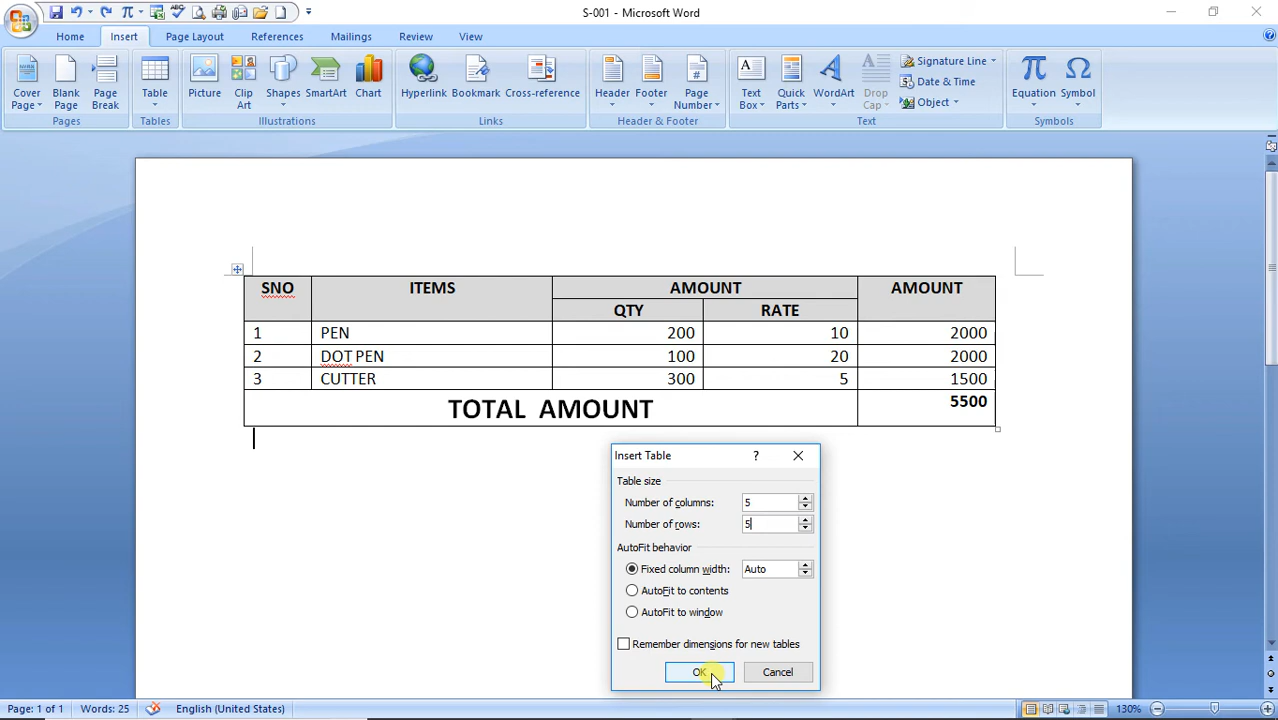 S-001 - Microsoft Word
Home Insert Page Layout References Mailings Review View
Cover Page
Blank Page
Page Break
Pages
Table
Tables
Picture
Clip Art
Shapes
SmartArt
Chart
Illustrations
Hyperlink
Bookmark
Cross-reference
Links
Header
Footer
Page Number
Header & Footer
Text Box
Quick Parts
WordArt
Drop Cap
Signature Line
Date & Time
Object
Text
Equation
Symbol
Symbols
SNO ITEMS AMOUNT AMOUNT
QTY RATE
1 PEN 200 10 2000
2 DOT PEN 100 20 2000
3 CUTTER 300 5 1500
TOTAL AMOUNT 5500
Insert Table ?
Table size
Number of columns: 5
Number of rows: 5
AutoFit behavior
Fixed column width: Auto
AutoFit to contents
AutoFit to window
Remember dimensions for new tables
OK Cancel
Page: 1 of 1 Words: 25 English (United States) 130%